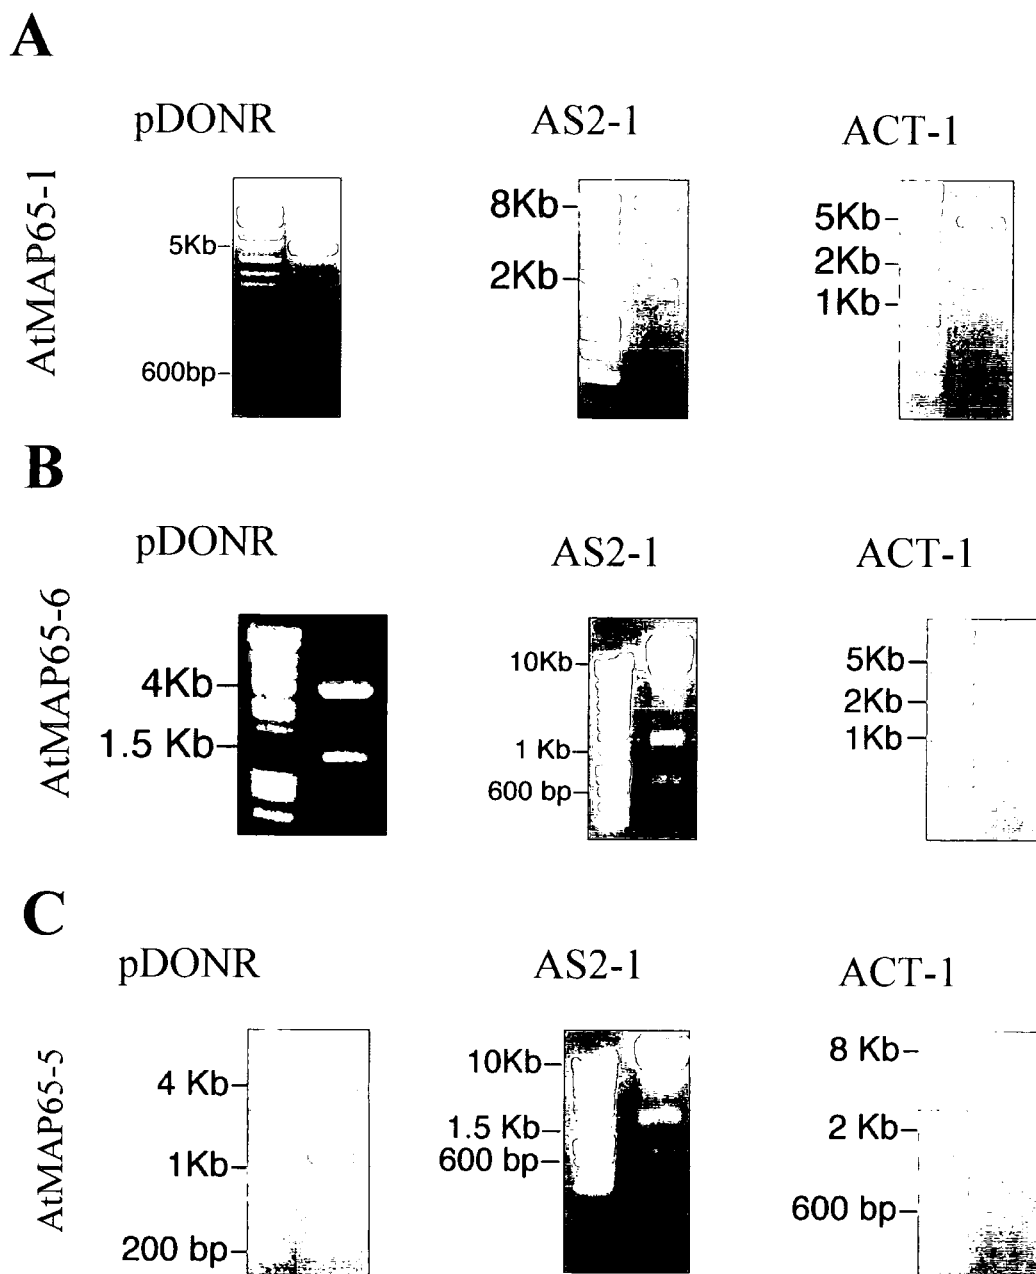 A
pDONR
AS2-1
ACT-1
AtMAP65-1
5Kb
600bp
8Kb
2Kb
5Kb
2Kb
1Kb
B
pDONR
AS2-1
ACT-1
AtMAP65-6
4Kb
1.5 Kb
10Kb
1 Kb
600 bp
5Kb
2Kb
1Kb
C
pDONR
AS2-1
ACT-1
AtMAP65-5
4 Kb
1Kb
200 bp
10Kb
1.5 Kb
600 bp
8 Kb
2 Kb
600 bp